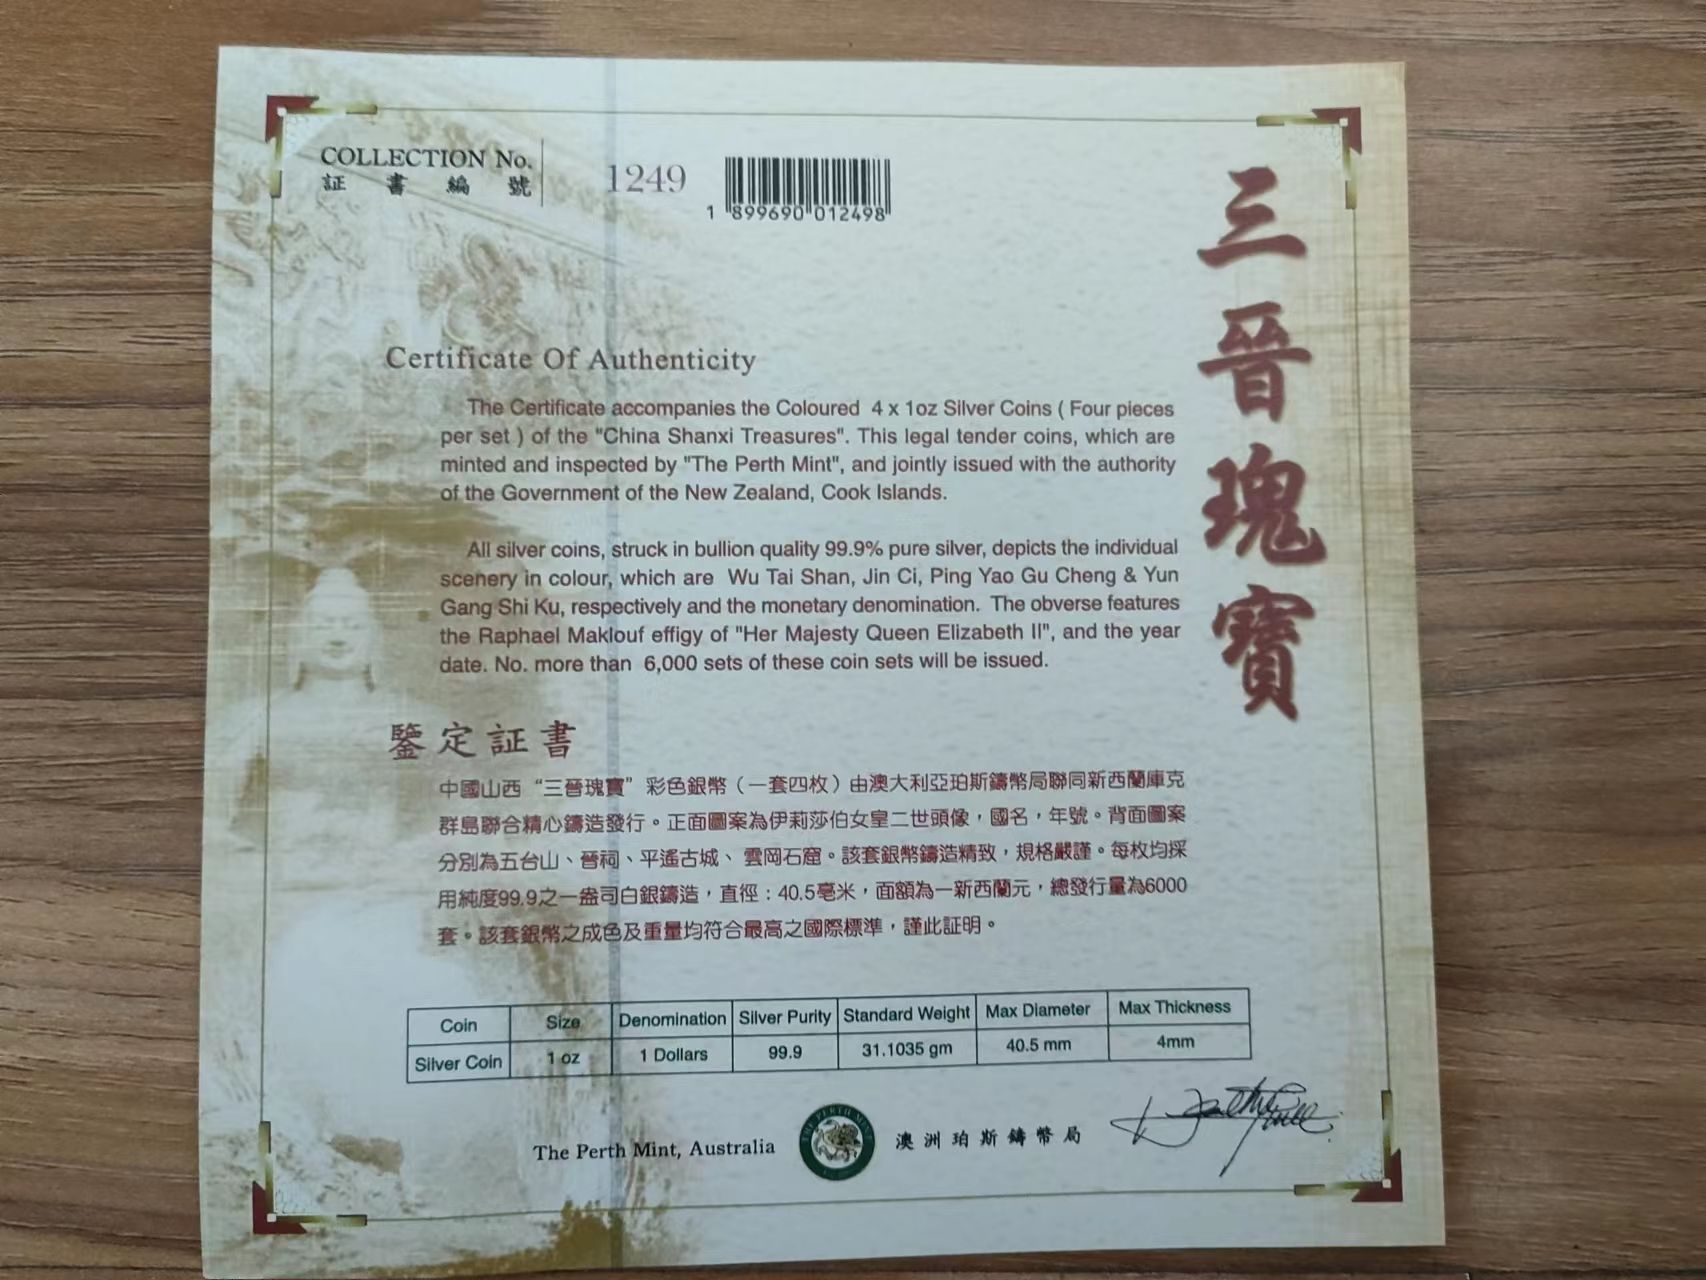 COLLECTION No.
証書編號
1249
1 899690 012498
三晉瑰寶
Certificate Of Authenticity
The Certificate accompanies the Coloured 4 x 1oz Silver Coins ( Four pieces
per set ) of the "China Shanxi Treasures". This legal tender coins, which are
minted and inspected by "The Perth Mint", and jointly issued with the authority
of the Government of the New Zealand, Cook Islands.
All silver coins, struck in bullion quality 99.9% pure silver, depicts the individual
scenery in colour, which are Wu Tai Shan, Jin Ci, Ping Yao Gu Cheng & Yun
Gang Shi Ku, respectively and the monetary denomination. The obverse features
the Raphael Maklouf effigy of "Her Majesty Queen Elizabeth II", and the year
date. No. more than 6,000 sets of these coin sets will be issued.
鑒定証書
中國山西“三晉瑰寶”彩色銀幣（一套四枚）由澳大利亞珀斯鑄幣局聯同新西蘭庫克
群島聯合精心鑄造發行。正面圖案為伊莉莎伯女皇二世頭像，國名，年號。背面圖案
分別為五台山、晉祠、平遙古城、雲岡石窟。該套銀幣鑄造精致，規格嚴謹。每枚均採
用純度99.9之一盎司白銀鑄造，直徑：40.5毫米，面額為一新西蘭元，總發行量為6000
套。該套銀幣之成色及重量均符合最高之國際標準，謹此証明。
Coin Size Denomination Silver Purity Standard Weight Max Diameter Max Thickness
Silver Coin 1 oz 1 Dollars 99.9 31.1035 gm 40.5 mm 4mm
The Perth Mint, Australia
THE PERTH MINT
澳洲珀斯鑄幣局